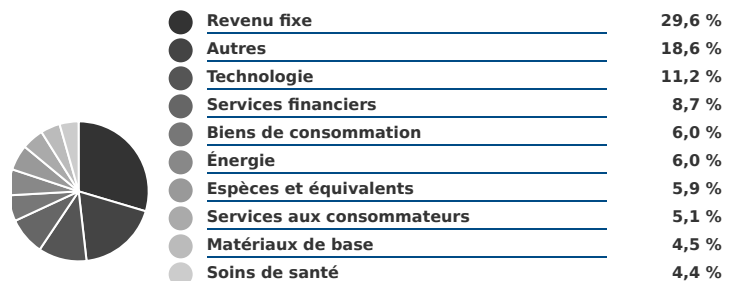 Revenu fixe 29,6 %
Autres 18,6 %
Technologie 11,2 %
Services financiers 8,7 %
Biens de consommation 6,0 %
Énergie 6,0 %
Espèces et équivalents 5,9 %
Services aux consommateurs 5,1 %
Matériaux de base 4,5 %
Soins de santé 4,4 %